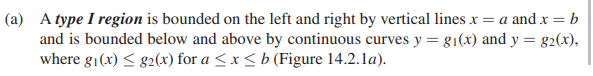 (a) A type I region is bounded on the left and right by vertical lines x = a and x = b
and is bounded below and above by continuous curves y = g₁(x) and y = g₂(x),
where g₁(x) ≤ g₂(x) for a ≤ x ≤ b (Figure 14.2.1a).